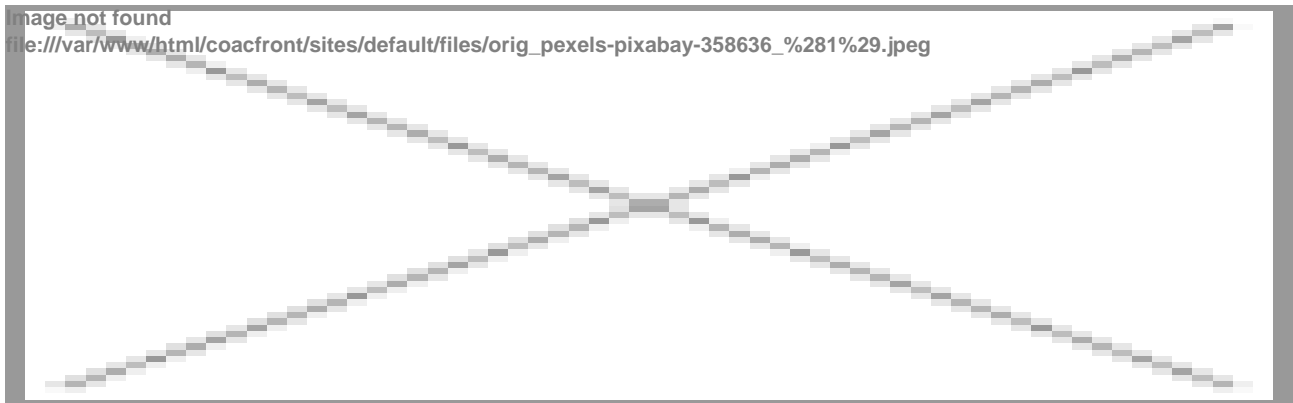 Image not found
file:///var/www/html/coacfront/sites/default/files/orig_pexels-pixabay-358636_%281%29.jpeg